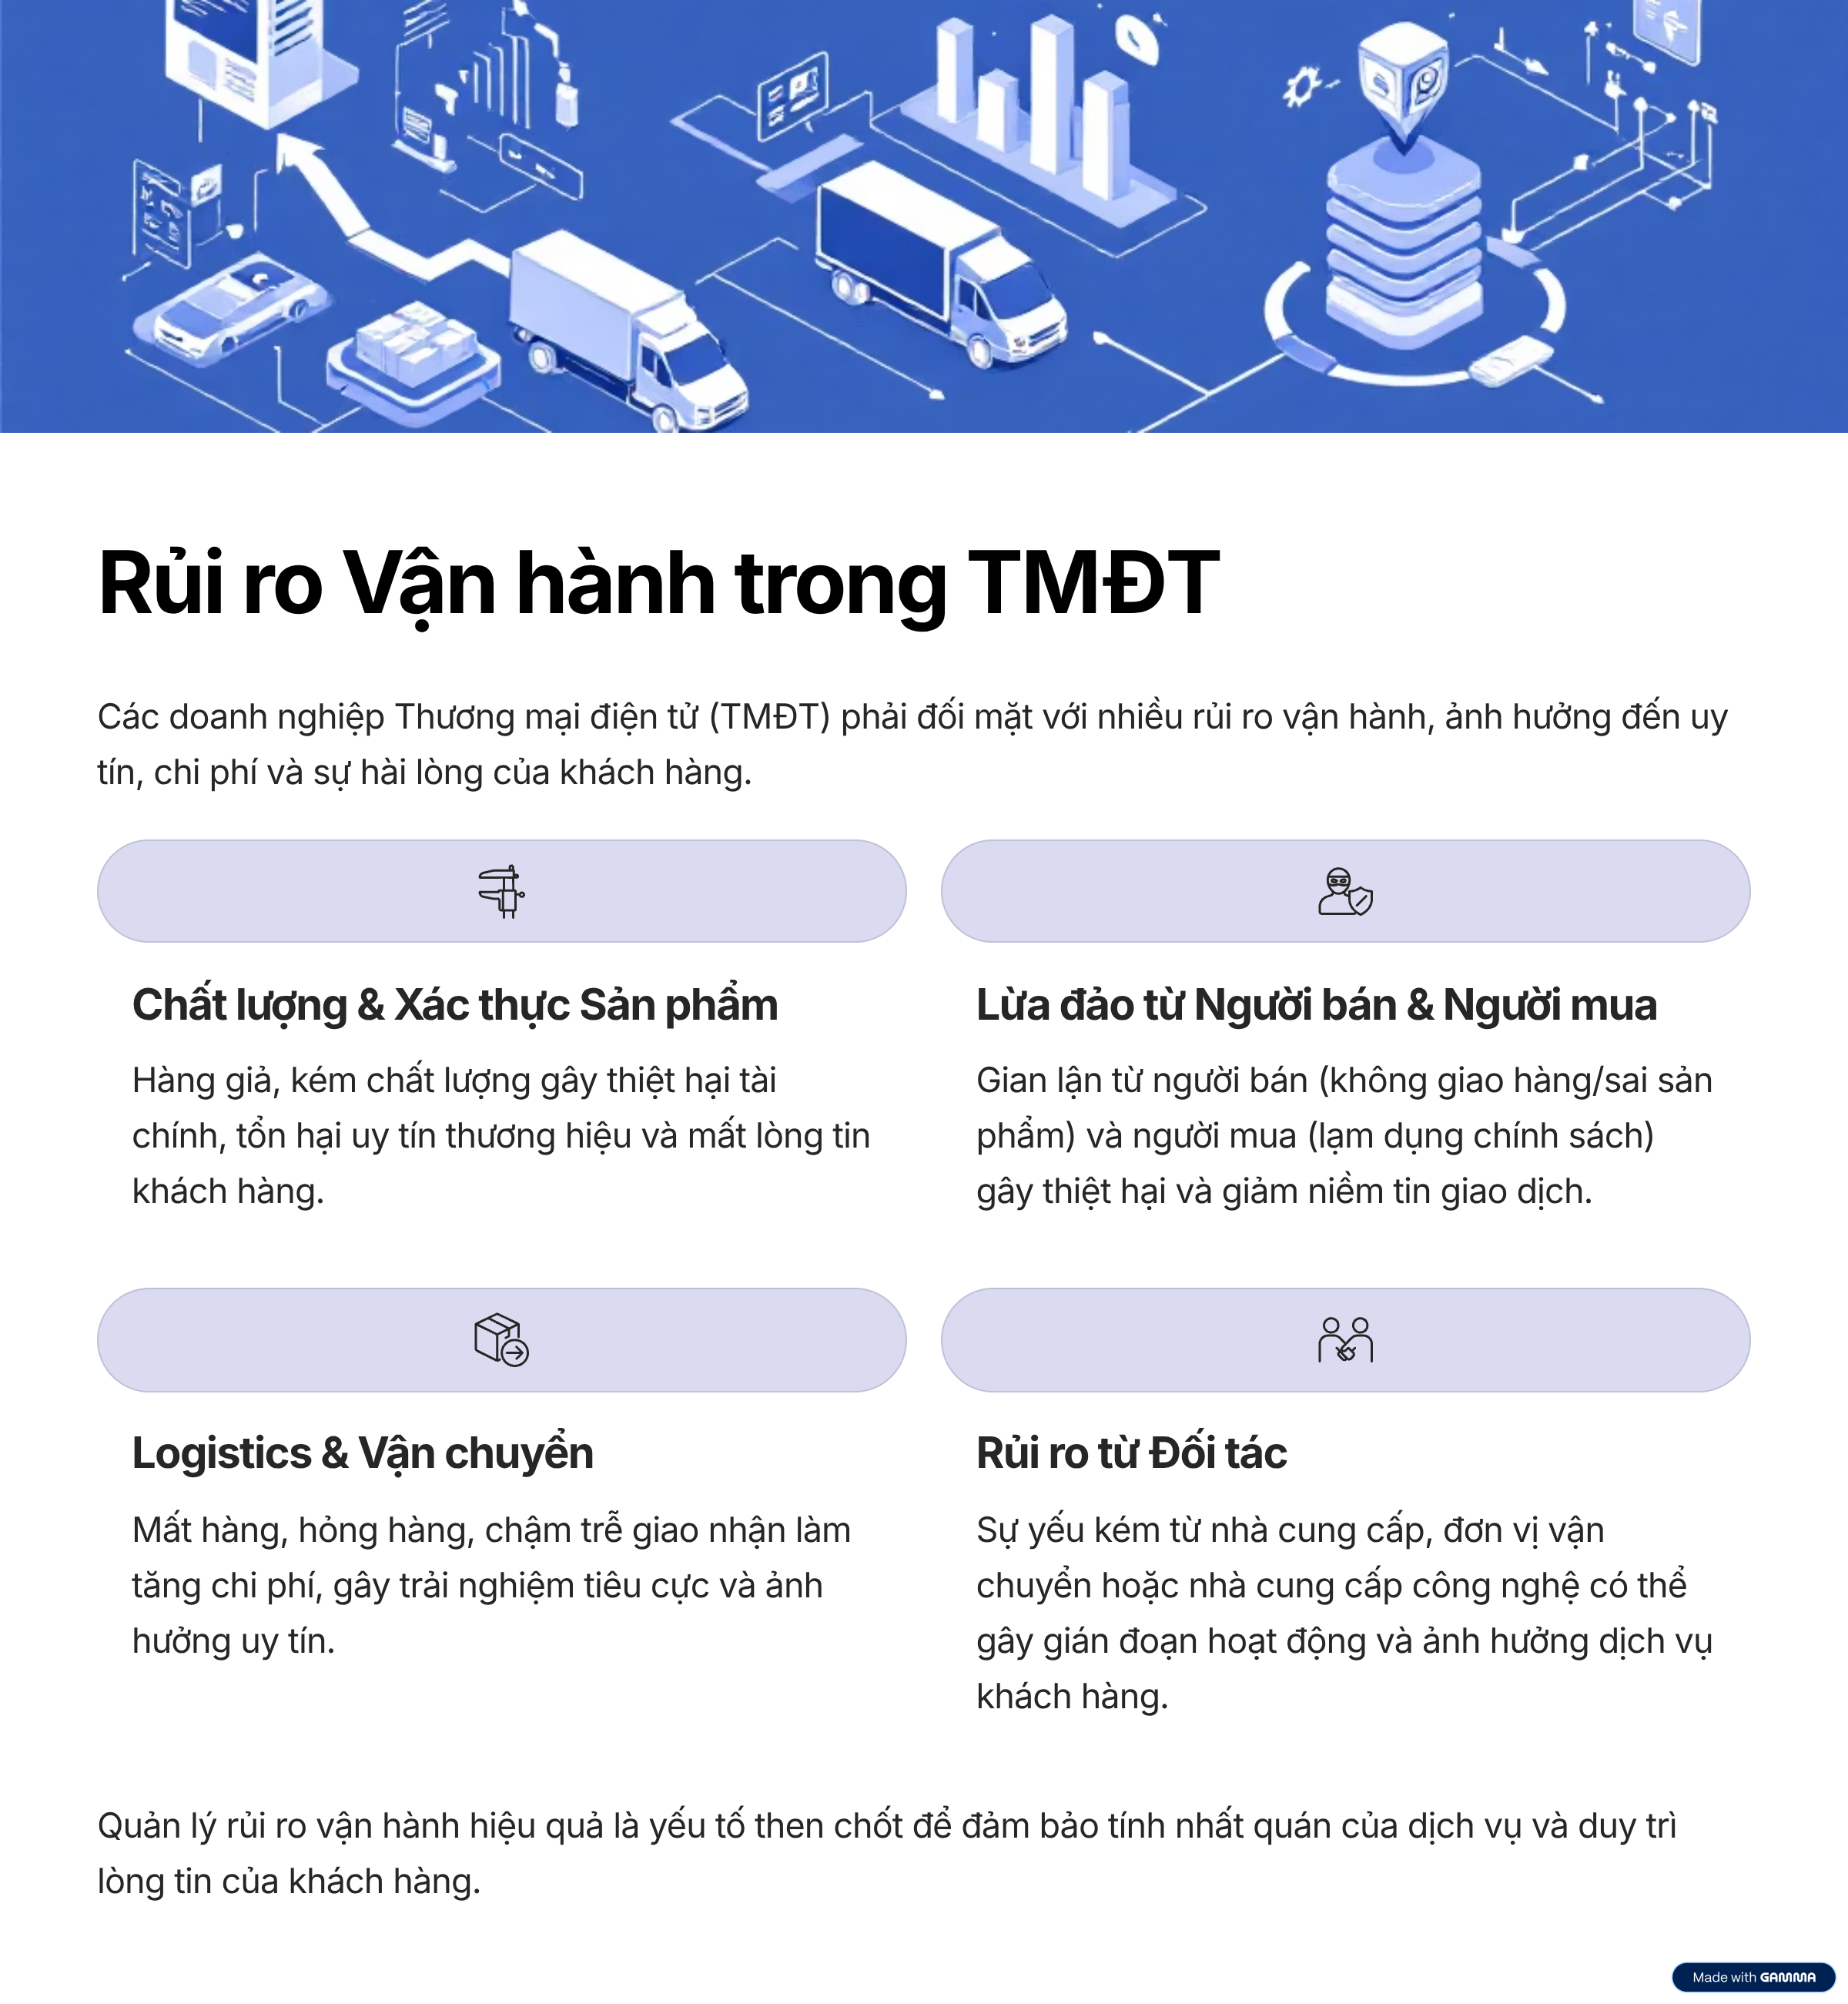 Rủi ro Vận hành trong TMĐT
Các doanh nghiệp Thương mại điện tử (TMĐT) phải đối mặt với nhiều rủi ro vận hành, ảnh hưởng đến uy
tín, chi phí và sự hài lòng của khách hàng.
Chất lượng & Xác thực Sản phẩm
Hàng giả, kém chất lượng gây thiệt hại tài
chính, tổn hại uy tín thương hiệu và mất lòng tin
khách hàng.
Lừa đảo từ Người bán & Người mua
Gian lận từ người bán (không giao hàng/sai sản
phẩm) và người mua (lạm dụng chính sách)
gây thiệt hại và giảm niềm tin giao dịch.
Logistics & Vận chuyển
Mất hàng, hỏng hàng, chậm trễ giao nhận làm
tăng chi phí, gây trải nghiệm tiêu cực và ảnh
hưởng uy tín.
Rủi ro từ Đối tác
Sự yếu kém từ nhà cung cấp, đơn vị vận
chuyển hoặc nhà cung cấp công nghệ có thể
gây gián đoạn hoạt động và ảnh hưởng dịch vụ
khách hàng.
Quản lý rủi ro vận hành hiệu quả là yếu tố then chốt để đảm bảo tính nhất quán của dịch vụ và duy trì
lòng tin của khách hàng.
Made with GAMMA